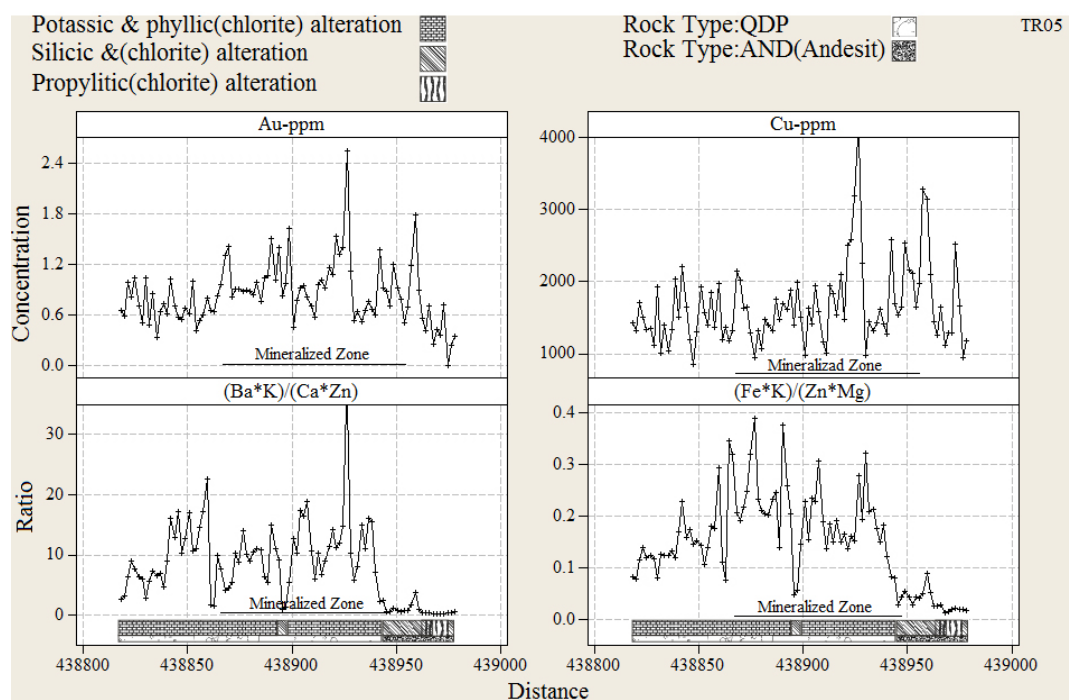 Potassic & phyllic(chlorite) alteration
Silicic &(chlorite) alteration
Propylitic(chlorite) alteration
Rock Type:QDP
Rock Type:AND(Andesit)
TR05
Au-ppm
Cu-ppm
Concentration
2.4
1.8
1.2
0.6
0.0
Mineralized Zone
4000
3000
2000
1000
Mineralizad Zone
(Ba*K)/(Ca*Zn)
(Fe*K)/(Zn*Mg)
Ratio
30
20
10
0
Mineralized Zone
0.4
0.3
0.2
0.1
0.0
Mineralized Zone
438800 438850 438900 438950 439000
438800 438850 438900 438950 439000
Distance